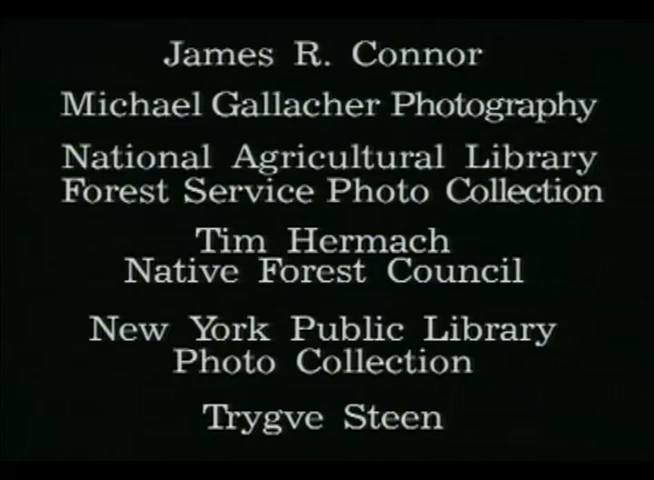 James R. Connor
Michael Gallacher Photography
National Agricultural Library
Forest Service Photo Collection
Tim Hermach
Native Forest Council
New York Public Library
Photo Collection
Trygve Steen